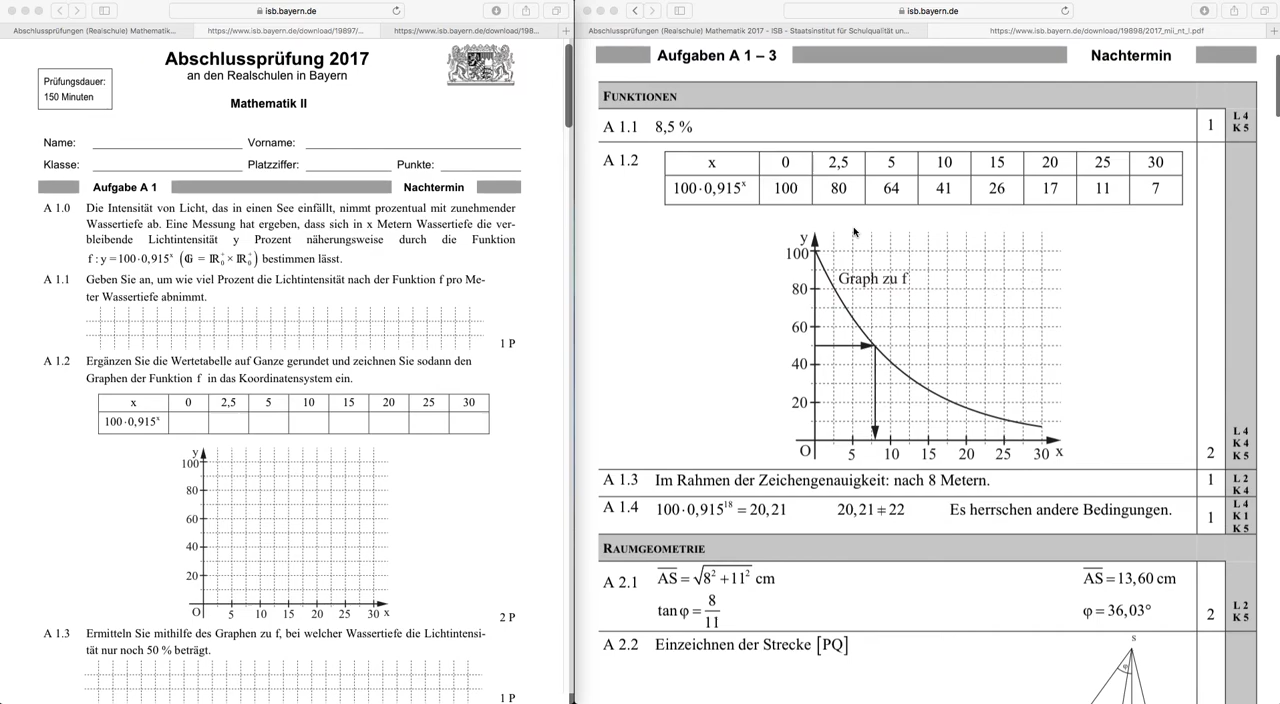 isb.bayern.de
Abschlussprüfungen (Realschule) Mathematik...
https://www.isb.bayern.de/download/19897/...
https://www.isb.bayern.de/download/198...
Abschlussprüfung 2017
an den Realschulen in Bayern
Prüfungsdauer:
150 Minuten
Mathematik II
Name: Vorname:
Klasse: Platzziffer: Punkte:
Aufgabe A 1 Nachtermin
A 1.0 Die Intensität von Licht, das in einen See einfällt, nimmt prozentual mit zunehmender
Wassertiefe ab. Eine Messung hat ergeben, dass sich in x Metern Wassertiefe die ver-
bleibende Lichtintensität y Prozent näherungsweise durch die Funktion
f : y = 100·0,915ˣ (𝔾 = ℝ₀⁺ × ℝ₀⁺) bestimmen lässt.
A 1.1 Geben Sie an, um wie viel Prozent die Lichtintensität nach der Funktion f pro Me-
ter Wassertiefe abnimmt.
1 P
A 1.2 Ergänzen Sie die Wertetabelle auf Ganze gerundet und zeichnen Sie sodann den
Graphen der Funktion f in das Koordinatensystem ein.
x 0 2,5 5 10 15 20 25 30
100·0,915ˣ
y
100
80
60
40
20
O 5 10 15 20 25 30 x
2 P
A 1.3 Ermitteln Sie mithilfe des Graphen zu f, bei welcher Wassertiefe die Lichtintensi-
tät nur noch 50 % beträgt.
1 P
isb.bayern.de
Abschlussprüfungen (Realschule) Mathematik 2017 - ISB - Staatsinstitut für Schulqualität un...
https://www.isb.bayern.de/download/19898/2017_mii_nt_l.pdf
Aufgaben A 1 – 3 Nachtermin
FUNKTIONEN
A 1.1 8,5 % 1 L 4
K 5
A 1.2 x 0 2,5 5 10 15 20 25 30
100·0,915ˣ 100 80 64 41 26 17 11 7
y
100
Graph zu f
80
60
40
20
O 5 10 15 20 25 30 x
2 L 4
K 4
K 5
A 1.3 Im Rahmen der Zeichengenauigkeit: nach 8 Metern. 1 L 2
K 4
A 1.4 100·0,915¹⁸ = 20,21 20,21 ≠ 22 Es herrschen andere Bedingungen. 1 L 4
K 1
K 5
RAUMGEOMETRIE
A 2.1 A̅S̅ = √(8² + 11²) cm A̅S̅ = 13,60 cm
tan φ = 8/11 φ = 36,03° 2 L 2
K 5
A 2.2 Einzeichnen der Strecke [PQ]
S
φ